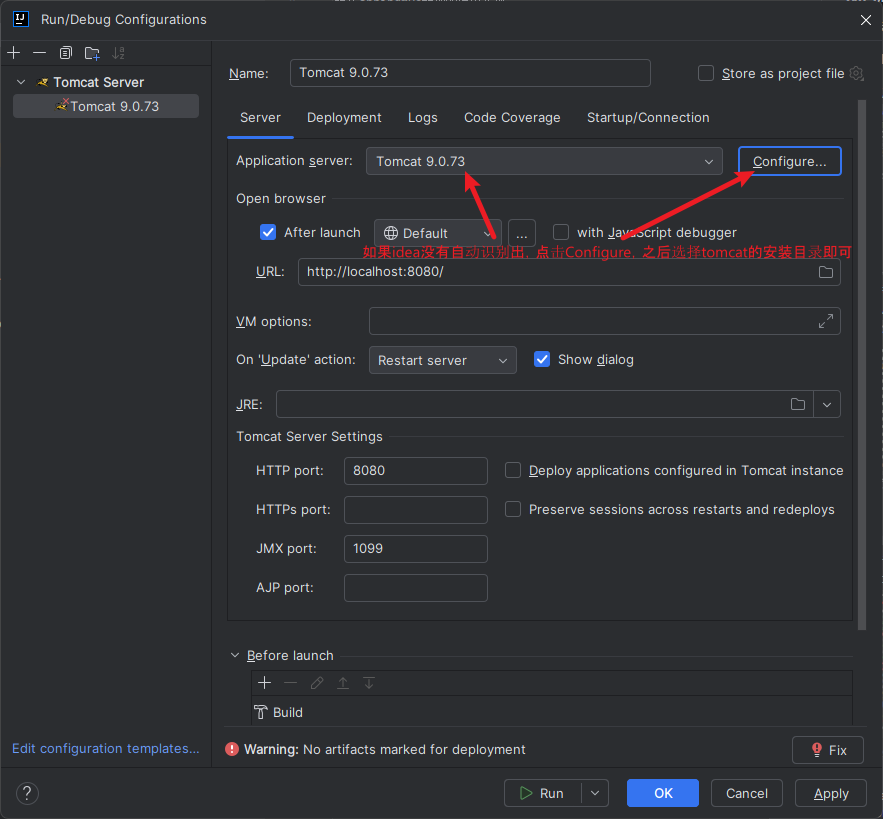 Run/Debug Configurations
Tomcat Server
Tomcat 9.0.73
Name:
Tomcat 9.0.73
Store as project file
Server
Deployment
Logs
Code Coverage
Startup/Connection
Application server:
Tomcat 9.0.73
Configure...
Open browser
After launch
Default
...
with JavaScript debugger
如果idea没有自动识别出, 点击Configure, 之后选择tomcat的安装目录即可
URL:
http://localhost:8080/
VM options:
On 'Update' action:
Restart server
Show dialog
JRE:
Tomcat Server Settings
HTTP port:
8080
Deploy applications configured in Tomcat instance
HTTPs port:
Preserve sessions across restarts and redeploys
JMX port:
1099
AJP port:
Before launch
Build
Edit configuration templates...
Warning: No artifacts marked for deployment
Fix
?
Run
OK
Cancel
Apply